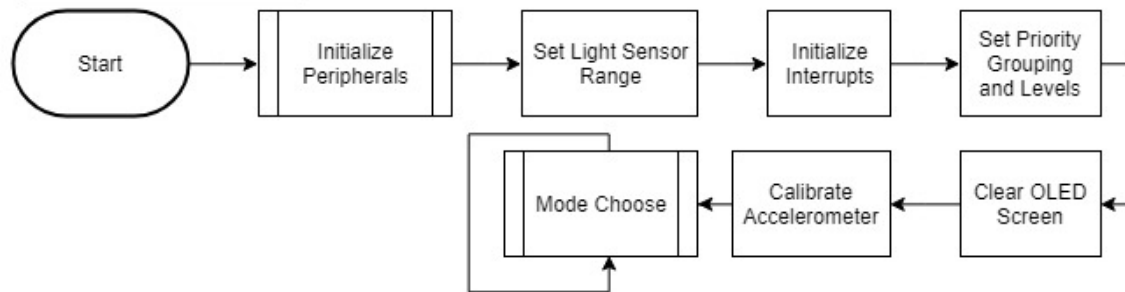 Start
Initialize
Peripherals
Set Light Sensor
Range
Initialize
Interrupts
Set Priority
Grouping
and Levels
Clear OLED
Screen
Calibrate
Accelerometer
Mode Choose